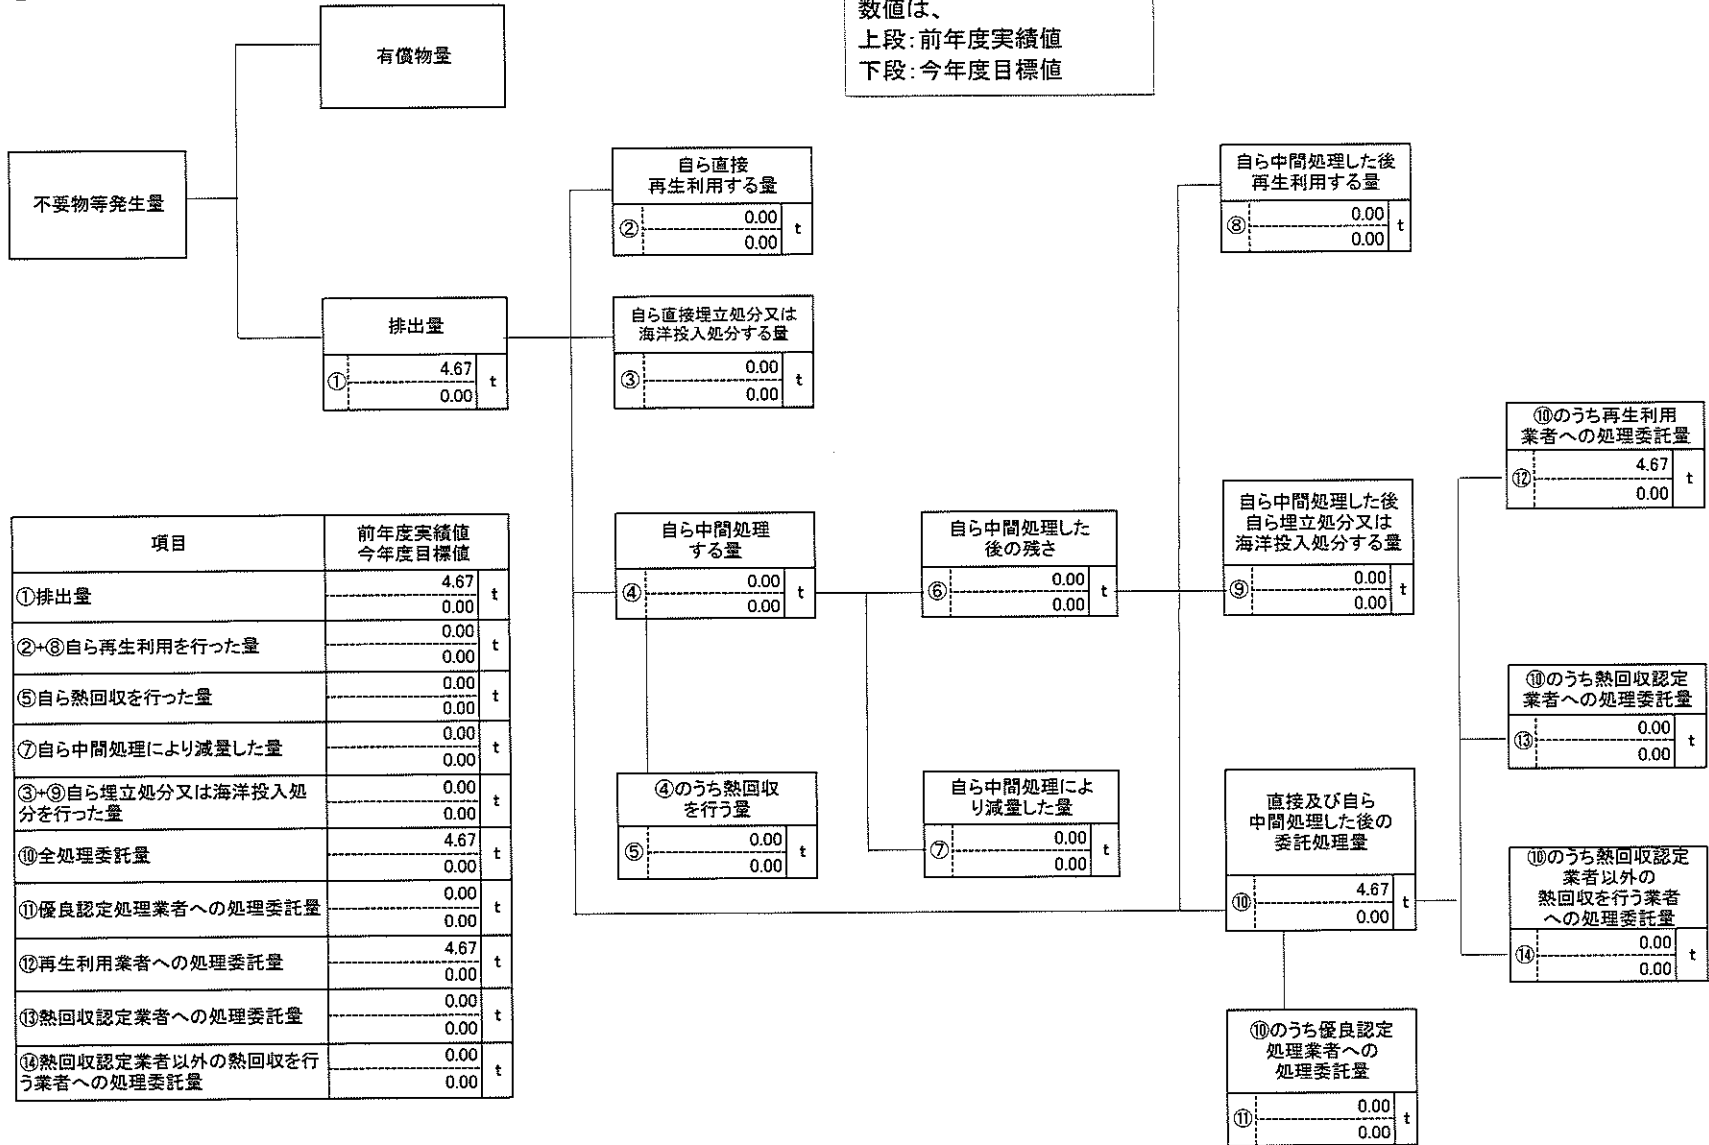 数値は、
上段:前年度実績値
下段:今年度目標値
有償物量
不要物等発生量
排出量
① 4.67 t
0.00
自ら直接
再生利用する量
② 0.00 t
0.00
自ら直接埋立処分又は
海洋投入処分する量
③ 0.00 t
0.00
自ら中間処理
する量
④ 0.00 t
0.00
④のうち熱回収
を行う量
⑤ 0.00 t
0.00
自ら中間処理した
後の残さ
⑥ 0.00 t
0.00
自ら中間処理によ
り減量した量
⑦ 0.00 t
0.00
自ら中間処理した後
再生利用する量
⑧ 0.00 t
0.00
自ら中間処理した後
自ら埋立処分又は
海洋投入処分する量
⑨ 0.00 t
0.00
直接及び自ら
中間処理した後の
委託処理量
⑩ 4.67 t
0.00
⑩のうち優良認定
処理業者への
処理委託量
⑪ 0.00 t
0.00
⑩のうち再生利用
業者への処理委託量
⑫ 4.67 t
0.00
⑩のうち熱回収認定
業者への処理委託量
⑬ 0.00 t
0.00
⑩のうち熱回収認定
業者以外の
熱回収を行う業者
への処理委託量
⑭ 0.00 t
0.00
項目 前年度実績値
今年度目標値
①排出量 4.67 t
0.00
②+⑧自ら再生利用を行った量 0.00 t
0.00
⑤自ら熱回収を行った量 0.00 t
0.00
⑦自ら中間処理により減量した量 0.00 t
0.00
③+⑨自ら埋立処分又は海洋投入処 0.00 t
分を行った量 0.00
⑩全処理委託量 4.67 t
0.00
⑪優良認定処理業者への処理委託量 0.00 t
0.00
⑫再生利用業者への処理委託量 4.67 t
0.00
⑬熱回収認定業者への処理委託量 0.00 t
0.00
⑭熱回収認定業者以外の熱回収を行 0.00 t
う業者への処理委託量 0.00